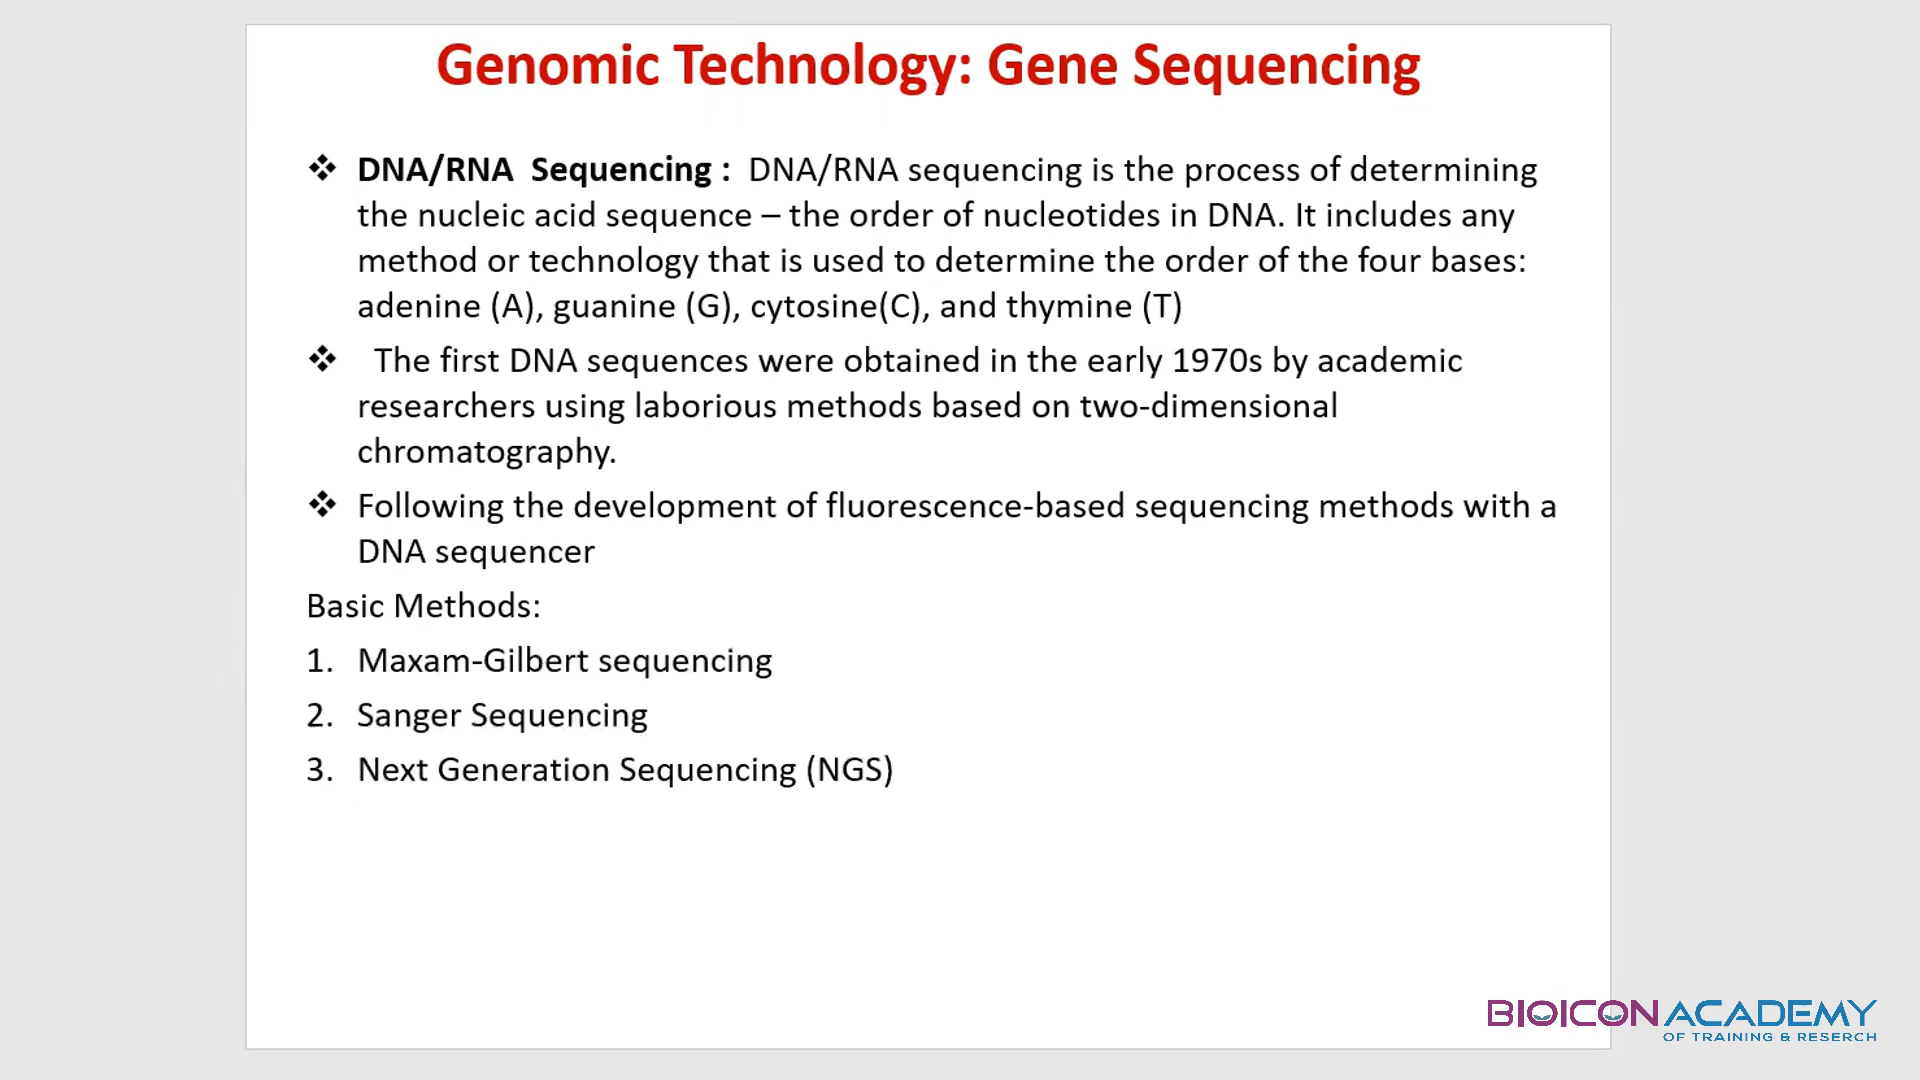 Genomic Technology: Gene Sequencing
❖ DNA/RNA Sequencing : DNA/RNA sequencing is the process of determining
the nucleic acid sequence – the order of nucleotides in DNA. It includes any
method or technology that is used to determine the order of the four bases:
adenine (A), guanine (G), cytosine(C), and thymine (T)
❖ The first DNA sequences were obtained in the early 1970s by academic
researchers using laborious methods based on two-dimensional
chromatography.
❖ Following the development of fluorescence-based sequencing methods with a
DNA sequencer
Basic Methods:
1. Maxam-Gilbert sequencing
2. Sanger Sequencing
3. Next Generation Sequencing (NGS)
BIOICON ACADEMY
OF TRAINING & RESERCH